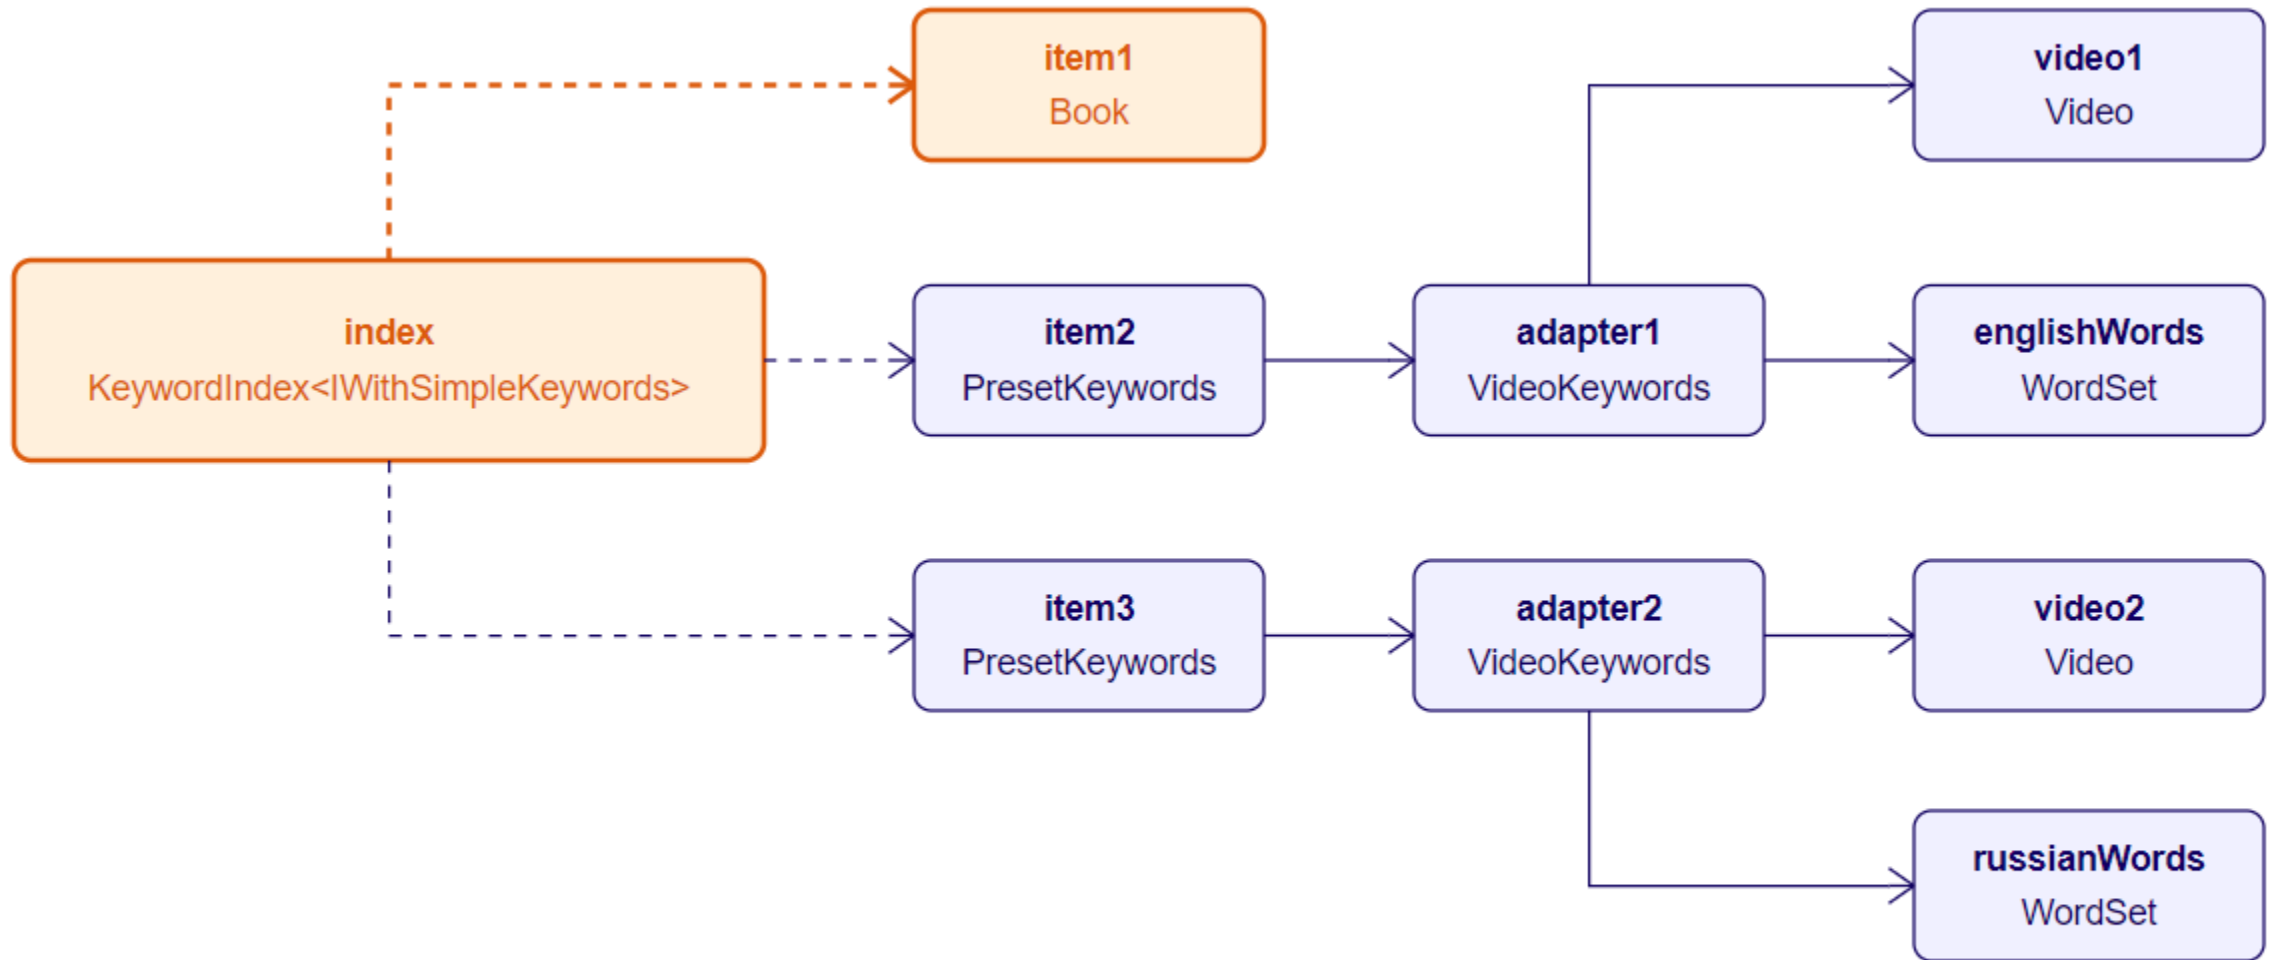 item1
Book
video1
Video
index
KeywordIndex<IWithSimpleKeywords>
item2
PresetKeywords
adapter1
VideoKeywords
englishWords
WordSet
item3
PresetKeywords
adapter2
VideoKeywords
video2
Video
russianWords
WordSet